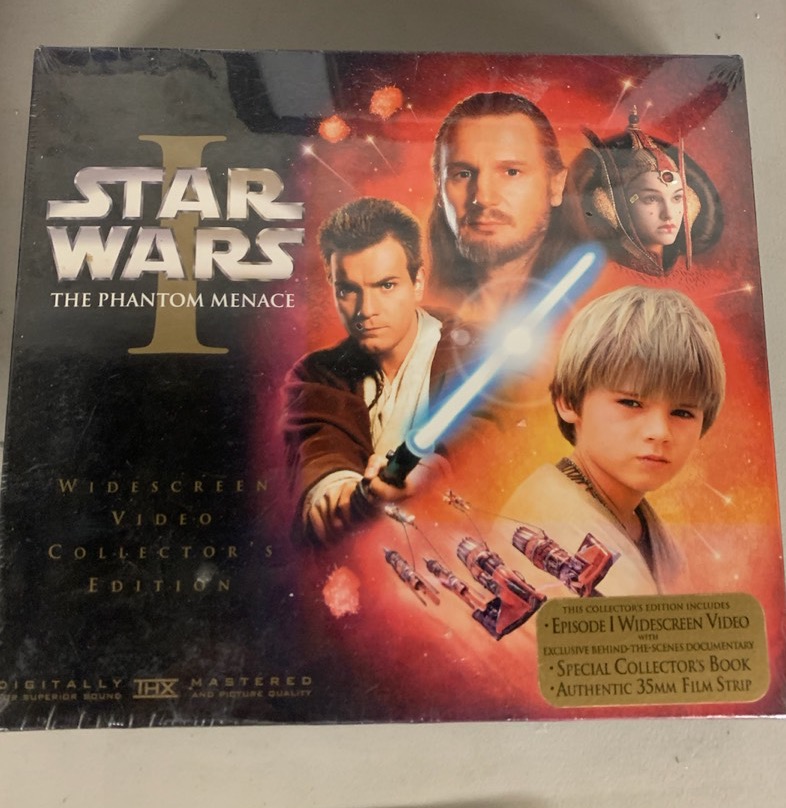 I
STAR
WARS
THE PHANTOM MENACE
WIDESCREEN
VIDEO
COLLECTOR'S
EDITION
DIGITALLY THX MASTERED
FOR SUPERIOR SOUND AND PICTURE QUALITY
THIS COLLECTOR'S EDITION INCLUDES
• EPISODE I WIDESCREEN VIDEO
WITH
EXCLUSIVE BEHIND-THE-SCENES DOCUMENTARY
• SPECIAL COLLECTOR'S BOOK
• AUTHENTIC 35MM FILM STRIP